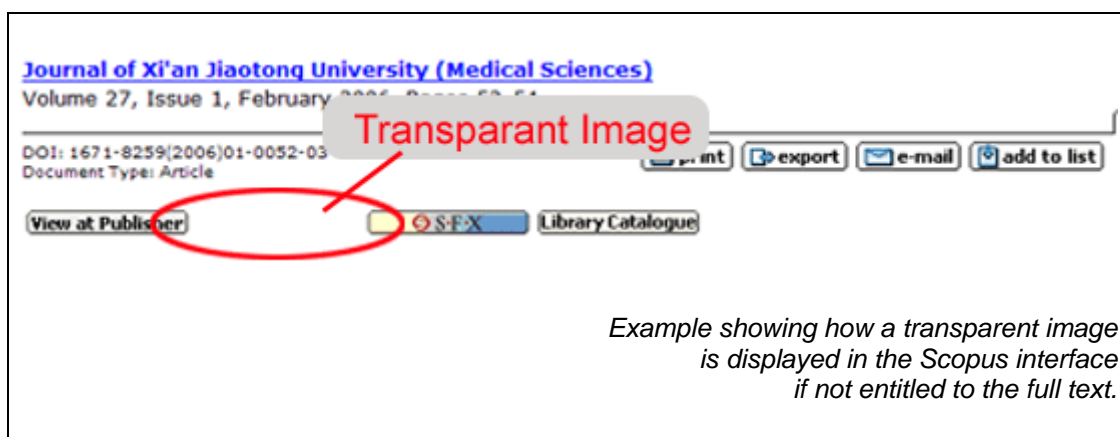 Journal of Xi'an Jiaotong University (Medical Sciences)
Volume 27, Issue 1, February
Transparant Image
DOI: 1671-8259(2006)01-0052-03
print export e-mail add to list
Document Type: Article
View at Publisher S·F·X Library Catalogue
Example showing how a transparent image
is displayed in the Scopus interface
if not entitled to the full text.